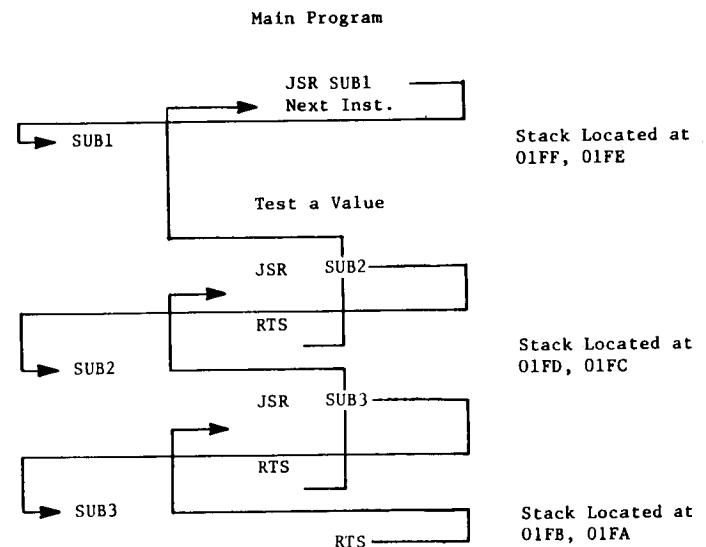 Main Program
JSR SUB1
Next Inst.
SUB1
Stack Located at
01FF, 01FE
Test a Value
JSR SUB2
RTS
SUB2
Stack Located at
01FD, 01FC
JSR SUB3
RTS
SUB3
Stack Located at
01FB, 01FA
RTS